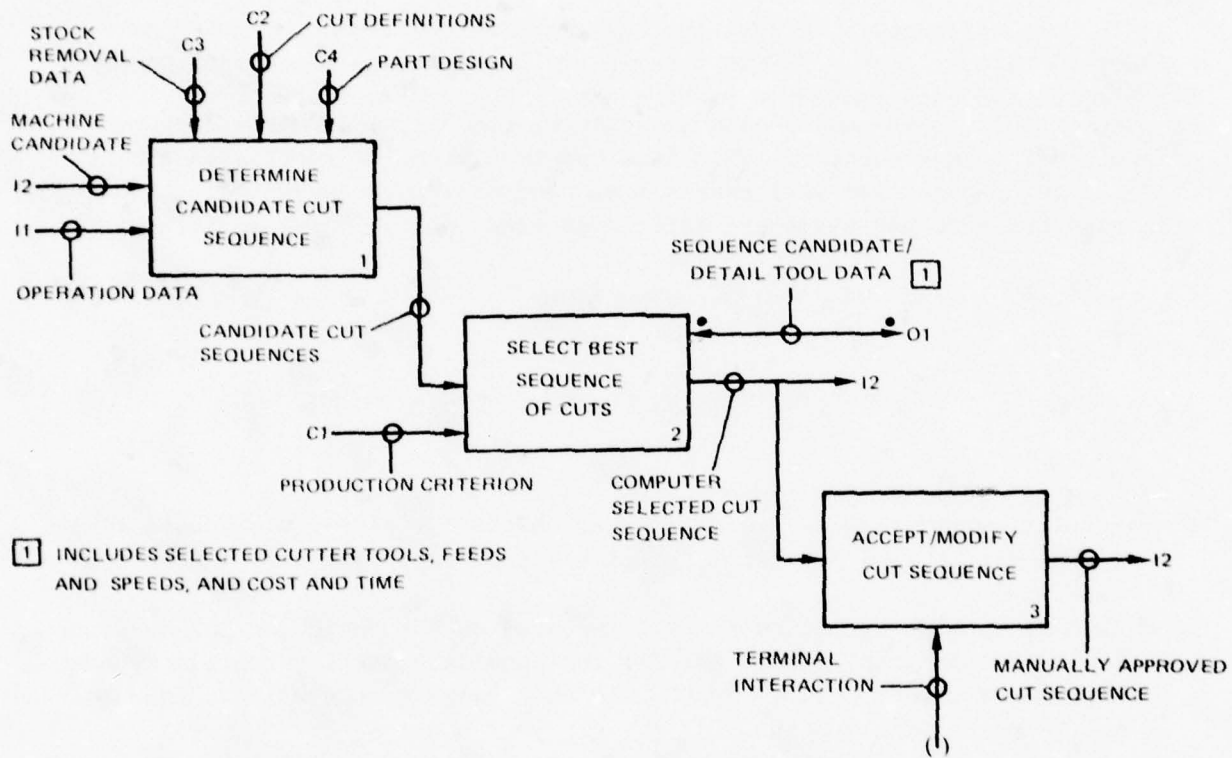 STOCK
REMOVAL
DATA
C3
C2
CUT DEFINITIONS
C4
PART DESIGN
MACHINE
CANDIDATE
I2
I1
OPERATION DATA
DETERMINE
CANDIDATE CUT
SEQUENCE
1
CANDIDATE CUT
SEQUENCES
SEQUENCE CANDIDATE/
DETAIL TOOL DATA 1
O1
SELECT BEST
SEQUENCE
OF CUTS
2
I2
C1
PRODUCTION CRITERION
COMPUTER
SELECTED CUT
SEQUENCE
1 INCLUDES SELECTED CUTTER TOOLS, FEEDS
AND SPEEDS, AND COST AND TIME
ACCEPT/MODIFY
CUT SEQUENCE
3
I2
TERMINAL
INTERACTION
MANUALLY APPROVED
CUT SEQUENCE
( )